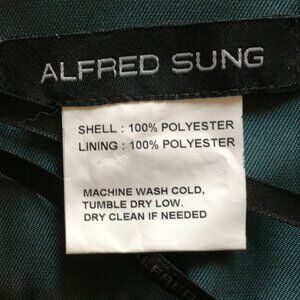 ALFRED SUNG
SHELL : 100% POLYESTER
LINING : 100% POLYESTER
MACHINE WASH COLD,
TUMBLE DRY LOW.
DRY CLEAN IF NEEDED